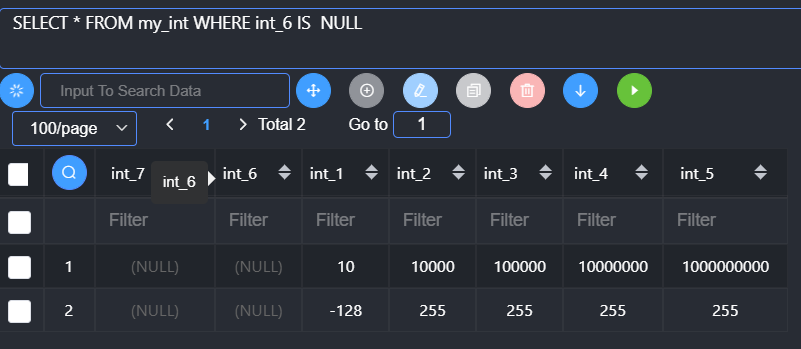 SELECT * FROM my_int WHERE int_6 IS  NULL
Input To Search Data
100/page 1 Total 2 Go to 1
int_7 int_6 int_6 int_1 int_2 int_3 int_4 int_5
Filter Filter Filter Filter Filter Filter Filter
1 (NULL) (NULL) 10 10000 100000 10000000 1000000000
2 (NULL) (NULL) -128 255 255 255 255